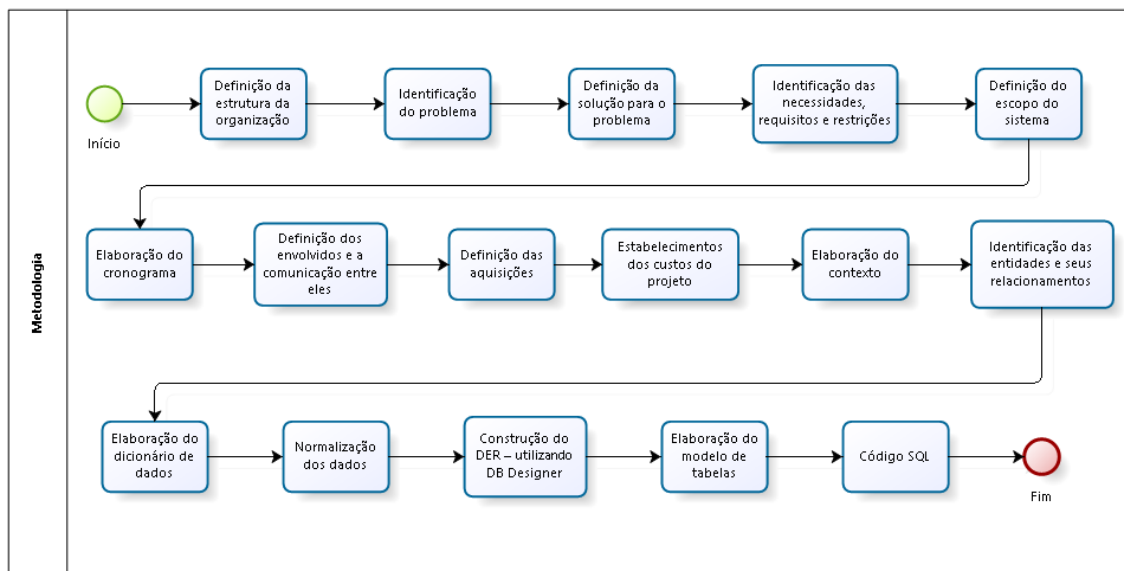 Metodologia
Início
Definição da
estrutura da
organização
Identificação
do problema
Definição da
solução para o
problema
Identificação das
necessidades,
requisitos e restrições
Definição do
escopo do
sistema
Elaboração do
cronograma
Definição dos
envolvidos e a
comunicação entre
eles
Definição das
aquisições
Estabelecimentos
dos custos do
projeto
Elaboração do
contexto
Identificação das
entidades e seus
relacionamentos
Elaboração do
dicionário de
dados
Normalização
dos dados
Construção do
DER – utilizando
DB Designer
Elaboração do
modelo de
tabelas
Código SQL
Fim